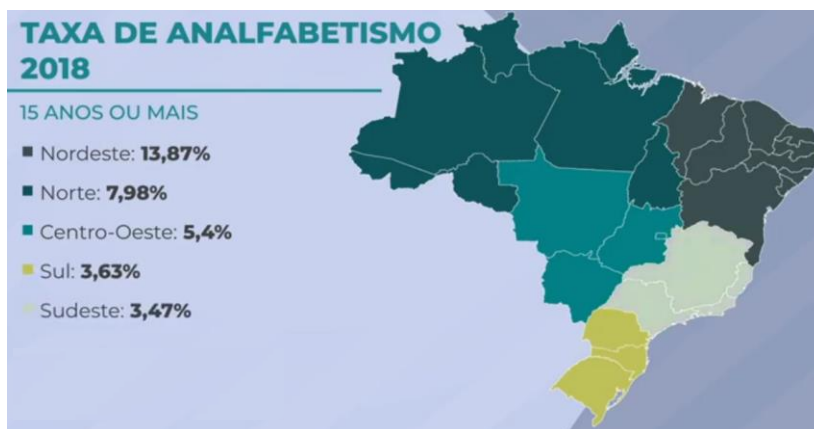 TAXA DE ANALFABETISMO
2018
15 ANOS OU MAIS
Nordeste: 13,87%
Norte: 7,98%
Centro-Oeste: 5,4%
Sul: 3,63%
Sudeste: 3,47%